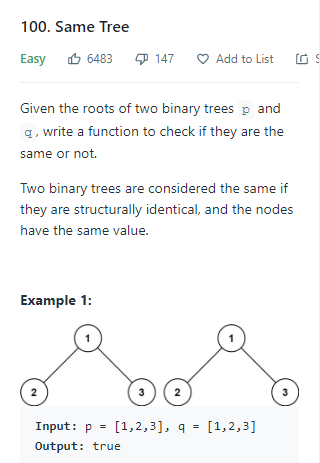 100. Same Tree
Easy 6483 147 Add to List
Given the roots of two binary trees p and
q, write a function to check if they are the
same or not.
Two binary trees are considered the same if
they are structurally identical, and the nodes
have the same value.
Example 1:
1 1
2 3 2 3
Input: p = [1,2,3], q = [1,2,3]
Output: true